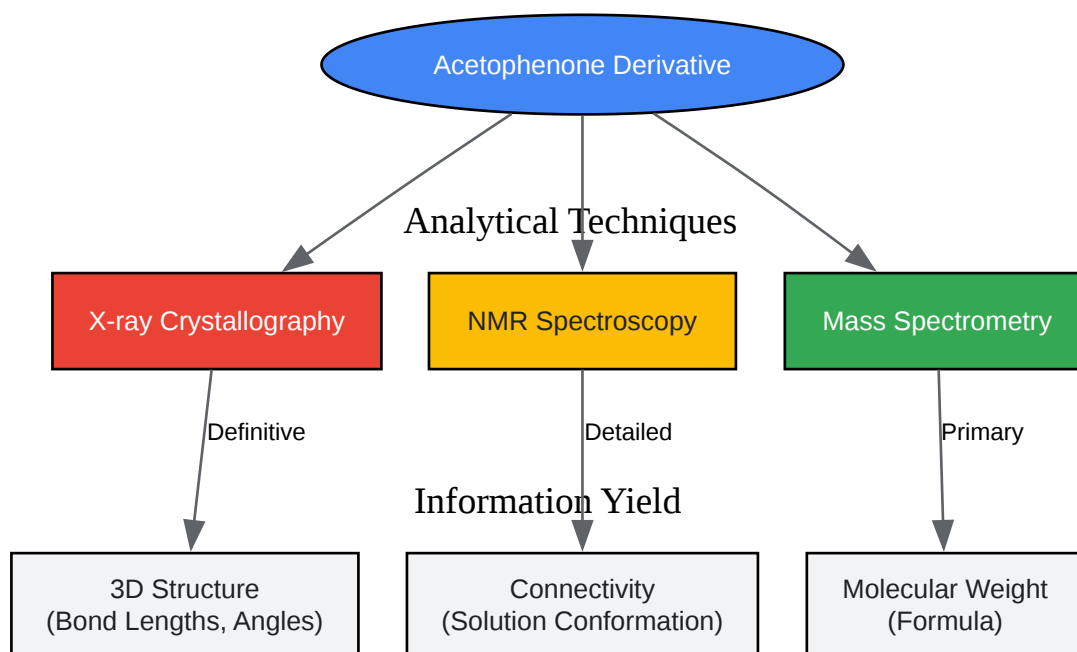 Acetophenone Derivative
Analytical Techniques
X-ray Crystallography
NMR Spectroscopy
Mass Spectrometry
Definitive
Detailed
Primary
Information Yield
3D Structure
(Bond Lengths, Angles)
Connectivity
(Solution Conformation)
Molecular Weight
(Formula)